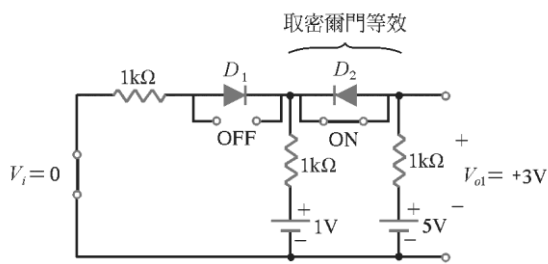 取密爾門等效
1kΩ
D₁
D₂
OFF
ON
1kΩ
1kΩ
Vᵢ＝0
+
Vₒ₁＝ +3V
−
+
1V
−
+
5V
−